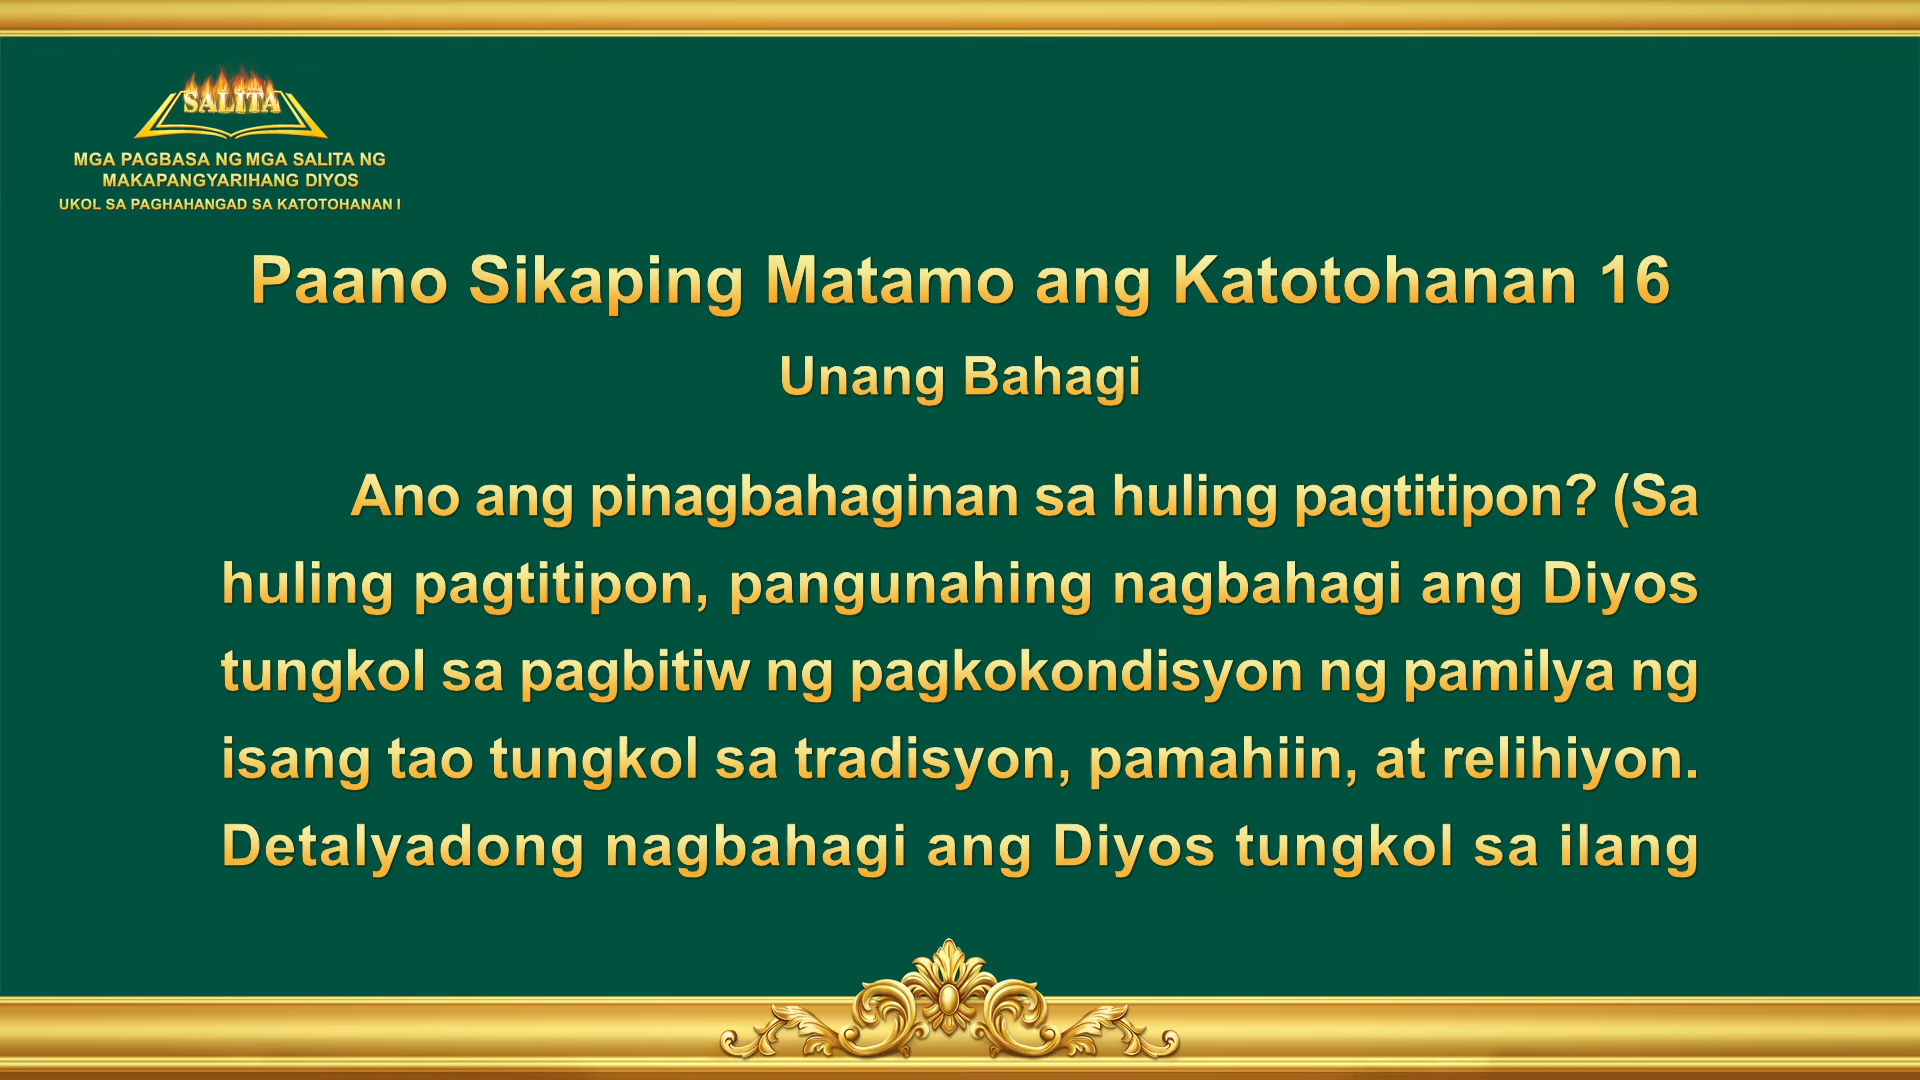 SALITA
MGA PAGBASA NG MGA SALITA NG
MAKAPANGYARIHANG DIYOS
UKOL SA PAGHAHANGAD SA KATOTOHANAN I
Paano Sikaping Matamo ang Katotohanan 16
Unang Bahagi
Ano ang pinagbahaginan sa huling pagtitipon? (Sa
huling pagtitipon, pangunahing nagbahagi ang Diyos
tungkol sa pagbitiw ng pagkokondisyon ng pamilya ng
isang tao tungkol sa tradisyon, pamahiin, at relihiyon.
Detalyadong nagbahagi ang Diyos tungkol sa ilang